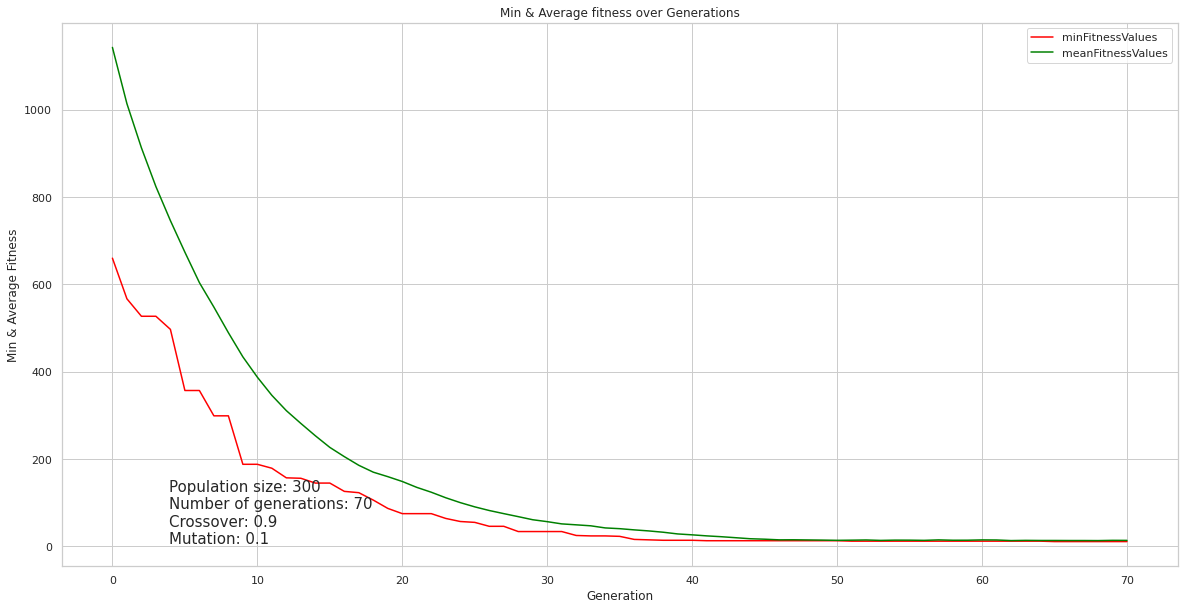 Min & Average fitness over Generations
minFitnessValues
meanFitnessValues
Min & Average Fitness
1000
800
600
400
200
0
Population size: 300
Number of generations: 70
Crossover: 0.9
Mutation: 0.1
0 10 20 30 40 50 60 70
Generation